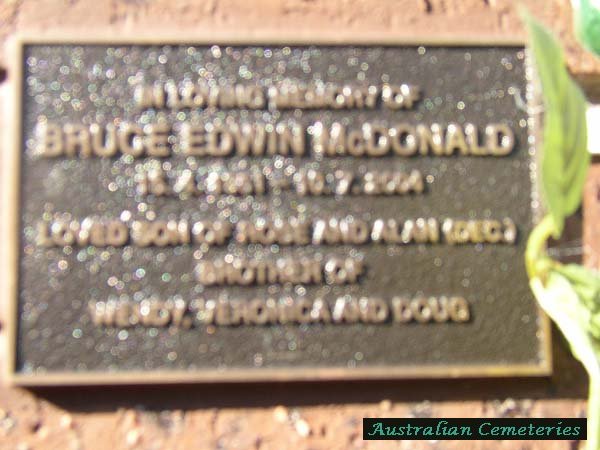 IN LOVING MEMORY OF
BRUCE EDWIN McDONALD
LOVED SON OF AND ALAN (DEC.)
BROTHER OF
WENDY, VERONICA AND DOUG
Australian Cemeteries